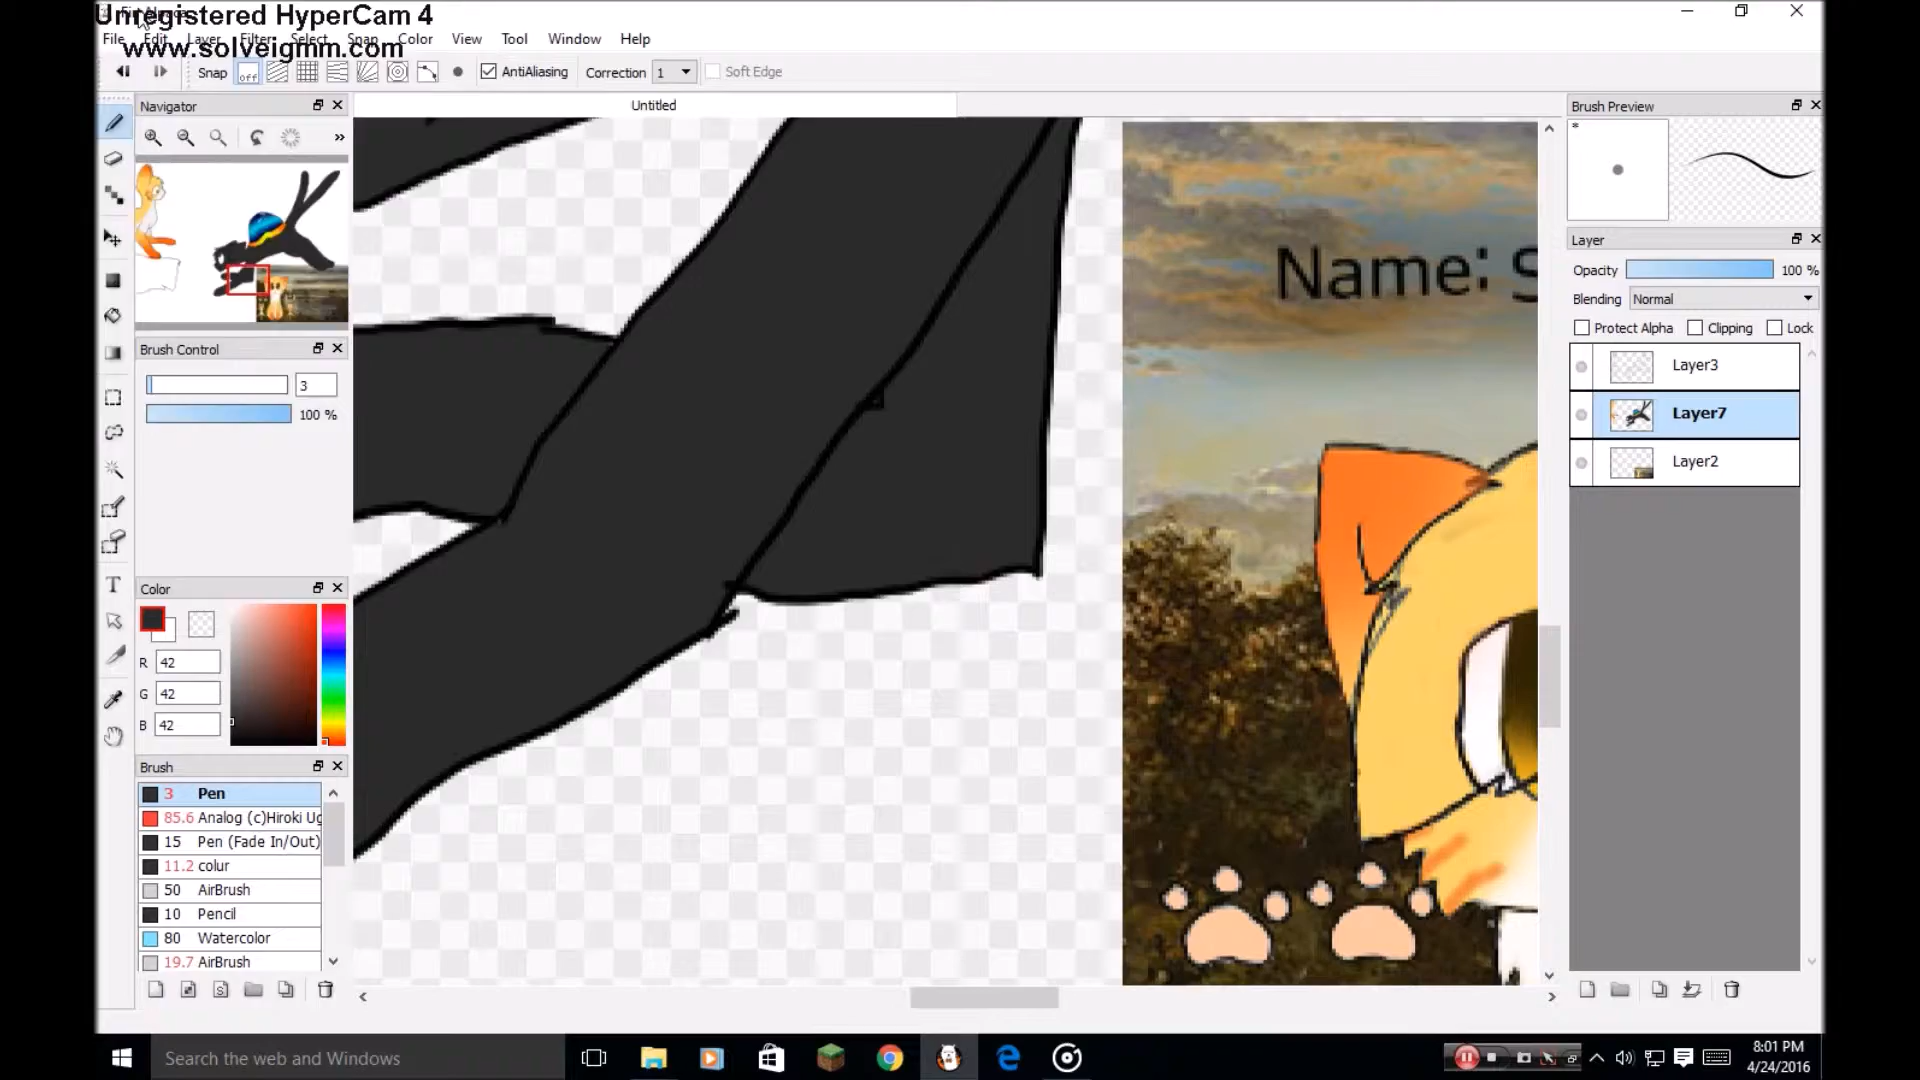 Unregistered HyperCam 4
www.solveigmm.com
File Edit Layer Filter Select Snap Color View Tool Window Help
Snap off AntiAliasing Correction 1 Soft Edge
Navigator
Untitled
Brush Preview
*
Layer
Opacity 100 %
Blending Normal
Protect Alpha Clipping Lock
Layer3
Layer7
Layer2
Name: S
Brush Control
3
100 %
Color
R 42
G 42
B 42
Brush
3 Pen
85.6 Analog (c)Hiroki Ug
15 Pen (Fade In/Out)
11.2 colur
50 AirBrush
10 Pencil
80 Watercolor
19.7 AirBrush
Search the web and Windows
8:01 PM
4/24/2016